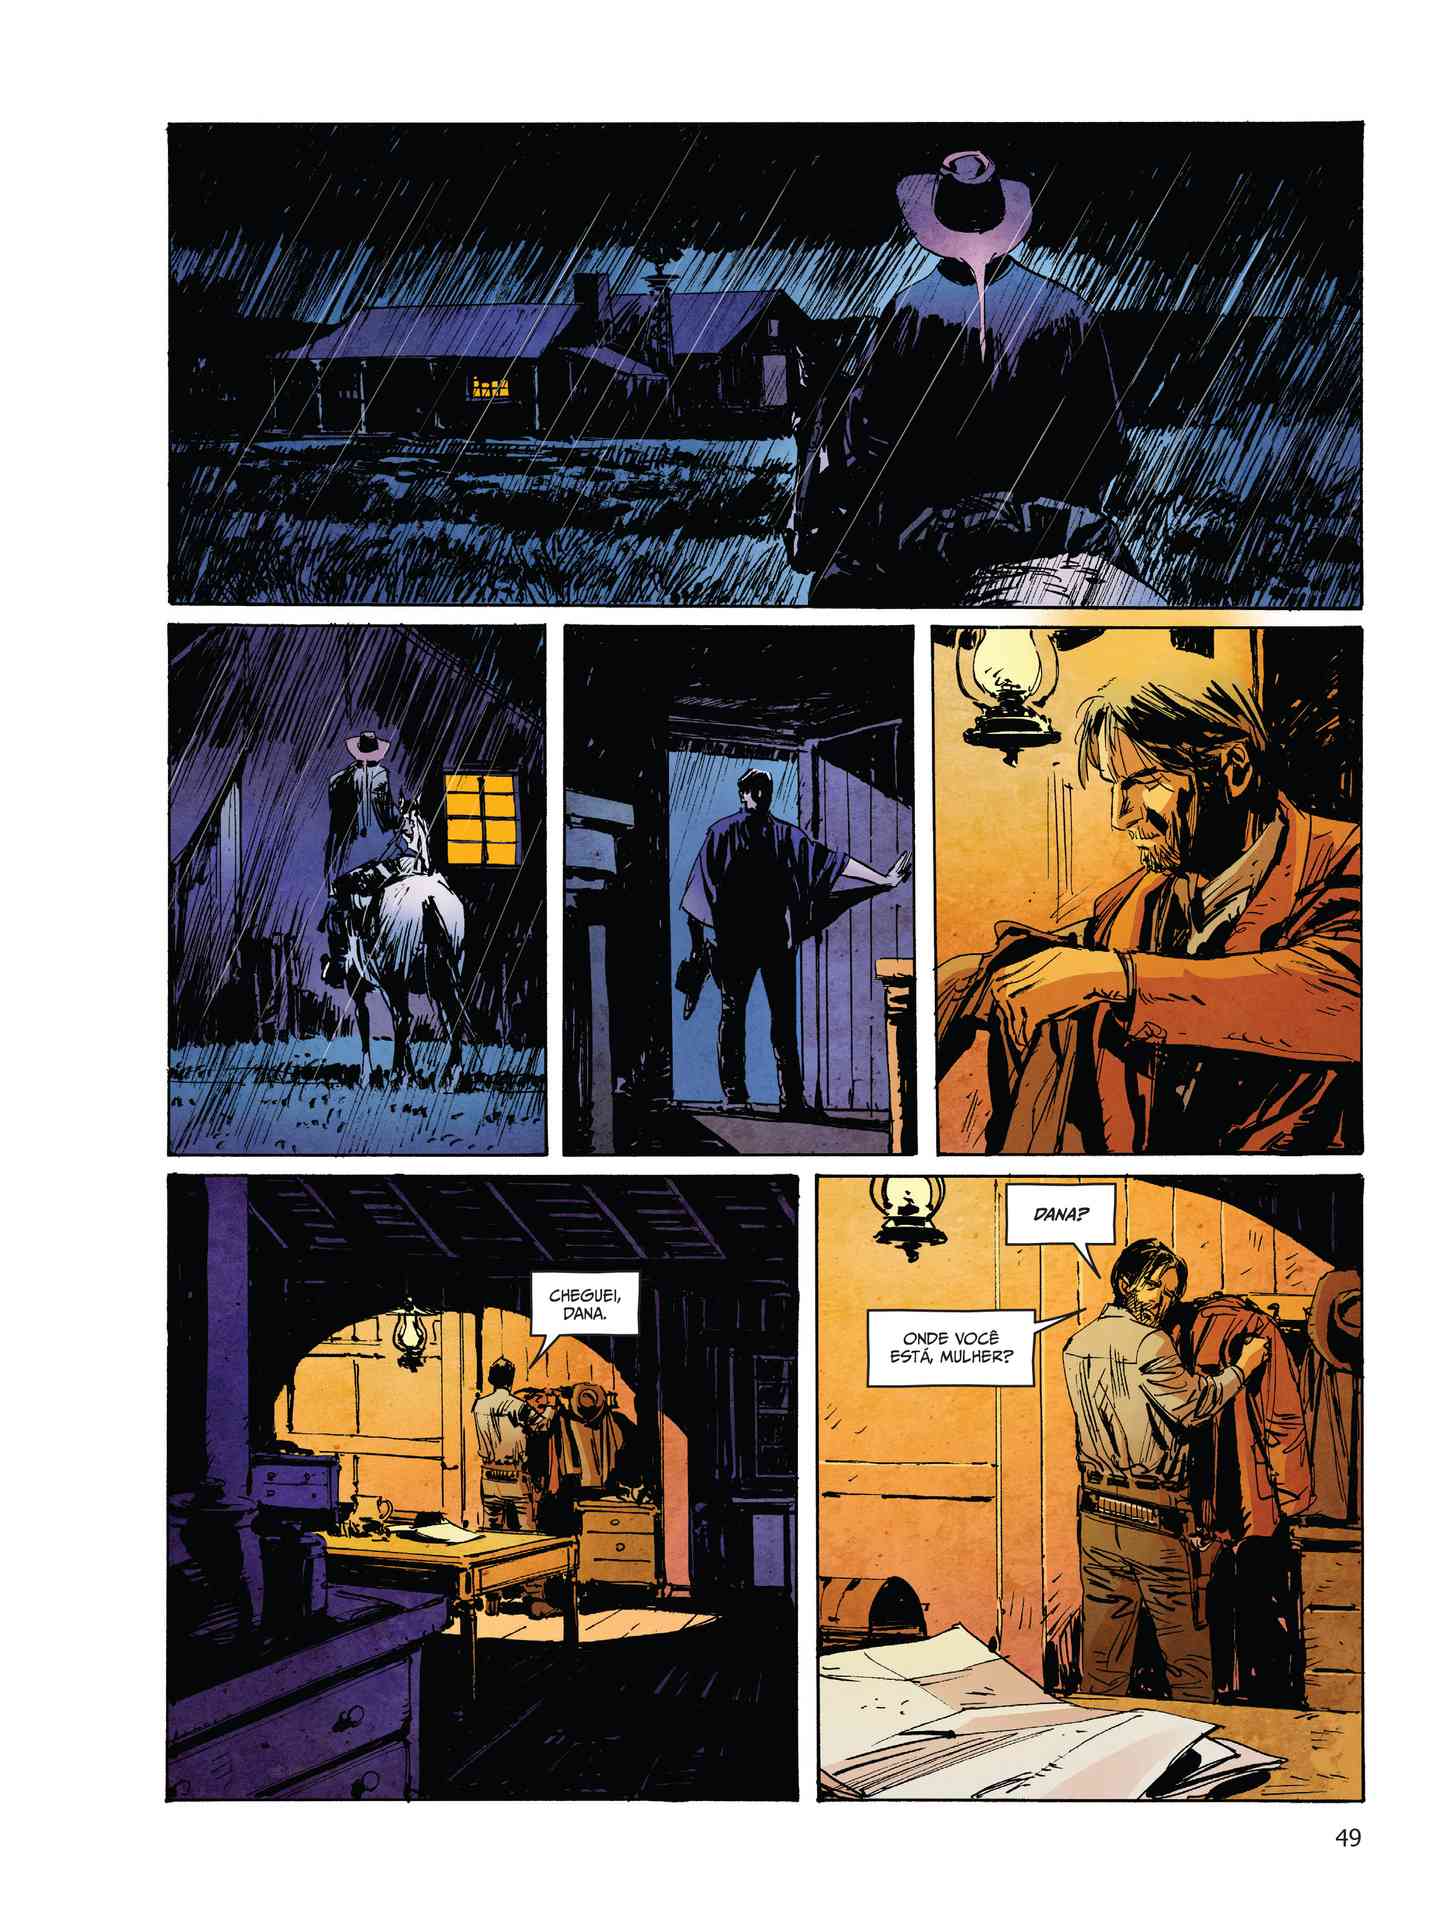 CHEGUEI,
DANA.
DANA?
ONDE VOCÊ
ESTÁ, MULHER?
49